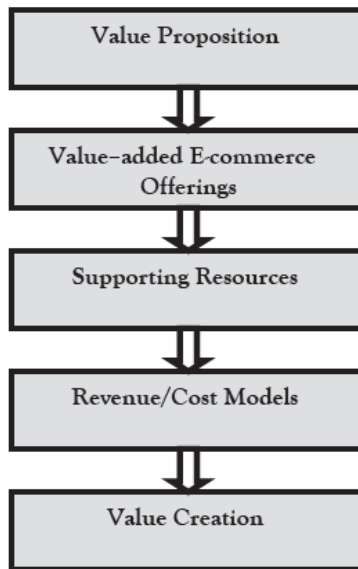 Value Proposition
Value-added E-commerce
Offerings
Supporting Resources
Revenue/Cost Models
Value Creation